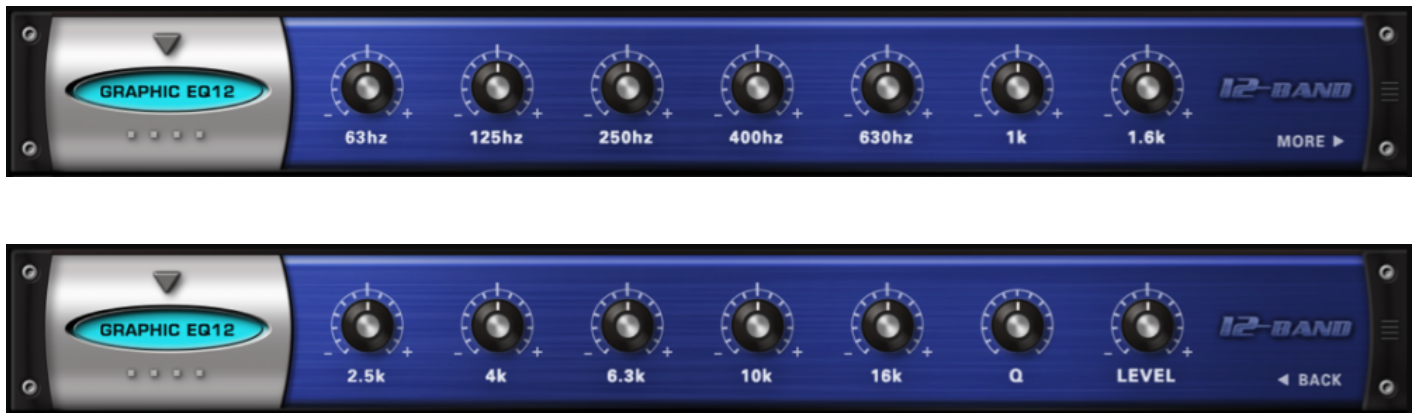 GRAPHIC EQ12
63hz 125hz 250hz 400hz 630hz 1k 1.6k
12-BAND
MORE ▶
GRAPHIC EQ12
2.5k 4k 6.3k 10k 16k Q LEVEL
12-BAND
◀ BACK